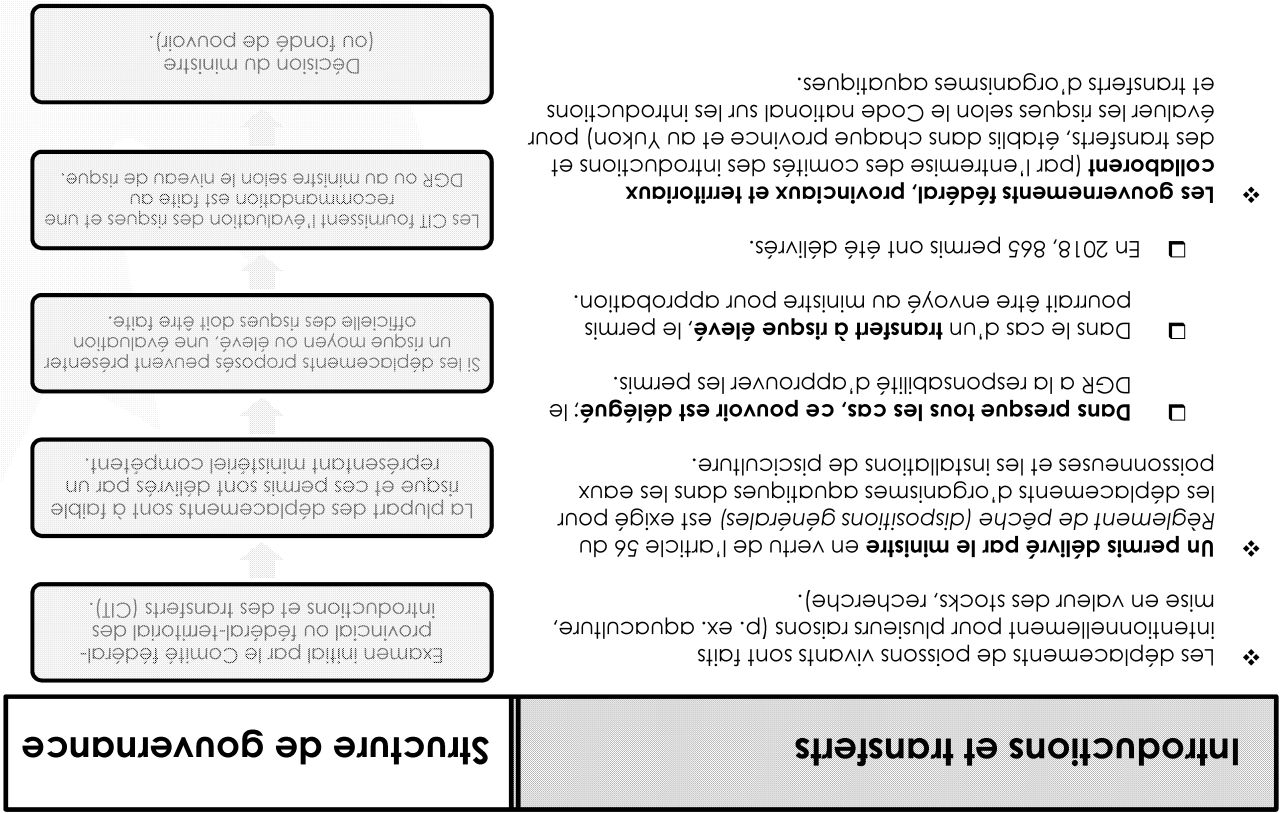 Introductions et transferts
❖ Les déplacements de poissons vivants sont faits
intentionnellement pour plusieurs raisons (p. ex. aquaculture,
mise en valeur des stocks, recherche).
❖ Un permis délivré par le ministre en vertu de l'article 56 du
Règlement de pêche (dispositions générales) est exigé pour
les déplacements d'organismes aquatiques dans les eaux
poissonneuses et les installations de pisciculture.
❑ Dans presque tous les cas, ce pouvoir est délégué; le
DGR a la responsabilité d'approuver les permis.
❑ Dans le cas d'un transfert à risque élevé, le permis
pourrait être envoyé au ministre pour approbation.
❑ En 2018, 865 permis ont été délivrés.
❖ Les gouvernements fédéral, provinciaux et territoriaux
collaborent (par l'entremise des comités des introductions et
des transferts, établis dans chaque province et au Yukon) pour
évaluer les risques selon le Code national sur les introductions
et transferts d'organismes aquatiques.
Structure de gouvernance
Examen initial par le Comité fédéral-
provincial ou fédéral-territorial des
introductions et des transferts (CIT).
La plupart des déplacements sont à faible
risque et ces permis sont délivrés par un
représentant ministériel compétent.
Si les déplacements proposés peuvent présenter
un risque moyen ou élevé, une évaluation
officielle des risques doit être faite.
Les CIT fournissent l'évaluation des risques et une
recommandation est faite au
DGR ou au ministre selon le niveau de risque.
Décision du ministre
(ou fondé de pouvoir).